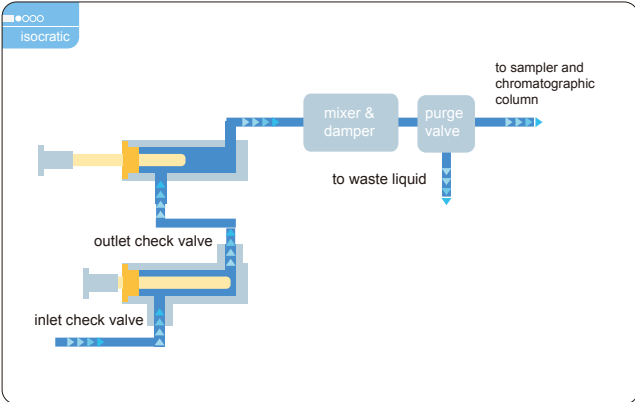 isocratic
to sampler and
chromatographic
column
mixer &
damper
purge
valve
to waste liquid
outlet check valve
inlet check valve